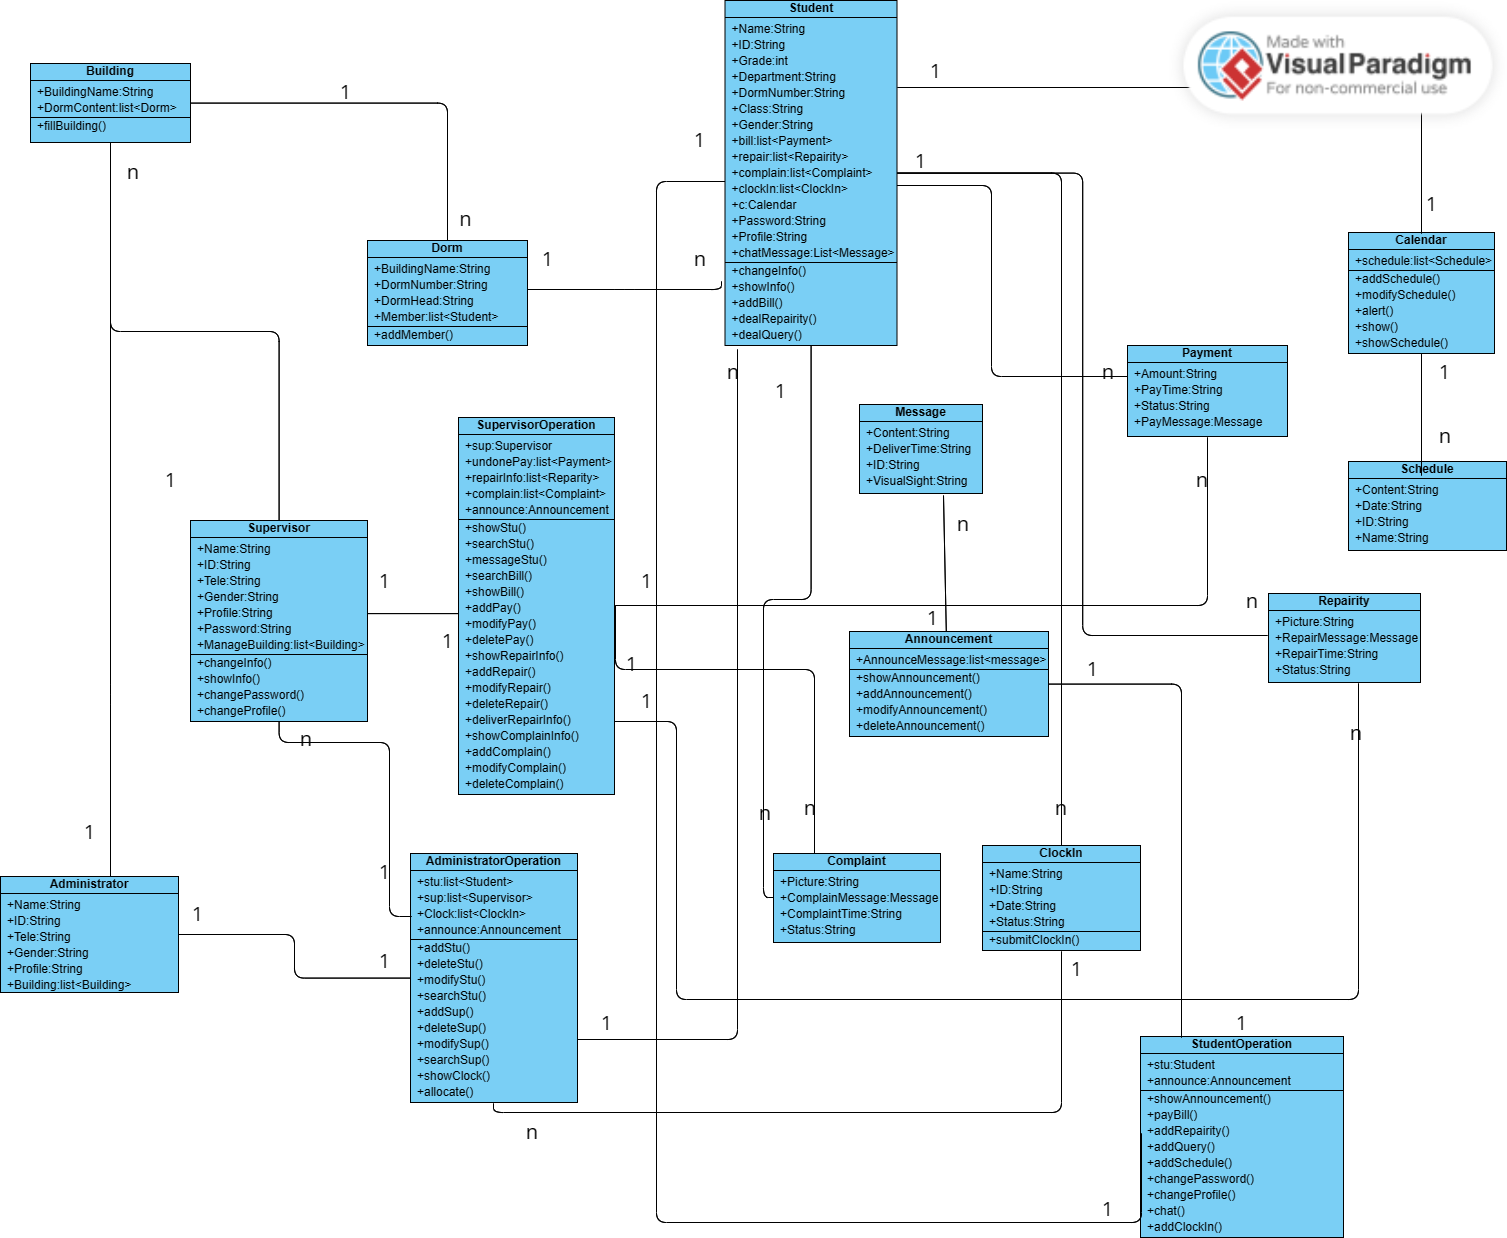 Student
+Name:String
+ID:String
+Grade:int
+Department:String
+DormNumber:String
+Class:String
+Gender:String
+bill:list<Payment>
+repair:list<Repairity>
+complain:list<Complaint>
+clockIn:list<ClockIn>
+c:Calendar
+Password:String
+Profile:String
+chatMessage:List<Message>
+changeInfo()
+showInfo()
+addBill()
+dealRepairity()
+dealQuery()
Made with
VisualParadigm
For non-commercial use
Building
+BuildingName:String
+DormContent:list<Dorm>
+fillBuilding()
1
1
1
1
n
n
1
n
1
Dorm
+BuildingName:String
+DormNumber:String
+DormHead:String
+Member:list<Student>
+addMember()
Calendar
+schedule:list<Schedule>
+addSchedule()
+modifySchedule()
+alert()
+show()
+showSchedule()
n
1
n
1
n
Payment
+Amount:String
+PayTime:String
+Status:String
+PayMessage:Message
Message
+Content:String
+DeliverTime:String
+ID:String
+VisualSight:String
SupervisorOperation
+sup:Supervisor
+undonePay:list<Payment>
+repairInfo:list<Reparity>
+complain:list<Complaint>
+announce:Announcement
+showStu()
+searchStu()
+messageStu()
+searchBill()
+showBill()
+addPay()
+modifyPay()
+deletePay()
+showRepairInfo()
+addRepair()
+modifyRepair()
+deleteRepair()
+deliverRepairInfo()
+showComplainInfo()
+addComplain()
+modifyComplain()
+deleteComplain()
Schedule
+Content:String
+Date:String
+ID:String
+Name:String
1
n
n
Supervisor
+Name:String
+ID:String
+Tele:String
+Gender:String
+Profile:String
+Password:String
+ManageBuilding:list<Building>
+changeInfo()
+showInfo()
+changePassword()
+changeProfile()
1
1
1
1
n
Repairity
+Picture:String
+RepairMessage:Message
+RepairTime:String
+Status:String
Announcement
+AnnounceMessage:list<message>
+showAnnouncement()
+addAnnouncement()
+modifyAnnouncement()
+deleteAnnouncement()
1
1
1
n
n
n
n
n
1
1
Complaint
+Picture:String
+ComplainMessage:Message
+ComplaintTime:String
+Status:String
ClockIn
+Name:String
+ID:String
+Date:String
+Status:String
+submitClockIn()
AdministratorOperation
+stu:list<Student>
+sup:list<Supervisor>
+Clock:list<ClockIn>
+announce:Announcement
+addStu()
+deleteStu()
+modifyStu()
+searchStu()
+addSup()
+deleteSup()
+modifySup()
+searchSup()
+showClock()
+allocate()
Administrator
+Name:String
+ID:String
+Tele:String
+Gender:String
+Profile:String
+Building:list<Building>
1
1
1
1
1
StudentOperation
+stu:Student
+announce:Announcement
+showAnnouncement()
+payBill()
+addRepairity()
+addQuery()
+addSchedule()
+changePassword()
+changeProfile()
+chat()
+addClockIn()
n
1